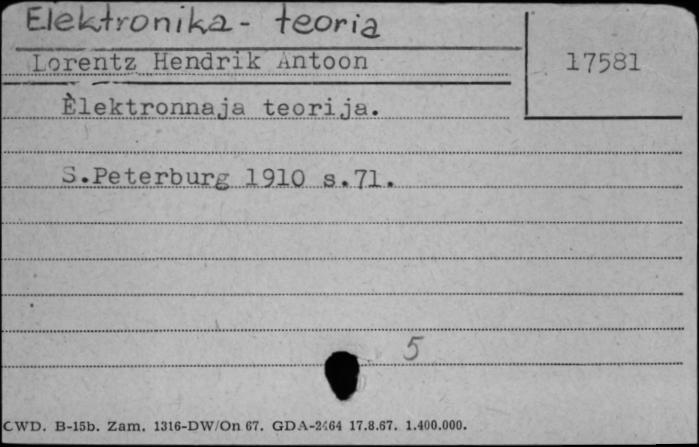 Elektronika - teoria
Lorentz Hendrik Antoon
17581
Èlektronnaja teorija.
S.Peterburg 1910 s.71.
5
CWD. B-15b. Zam. 1316-DW/On 67. GDA-2464 17.8.67. 1.400.000.